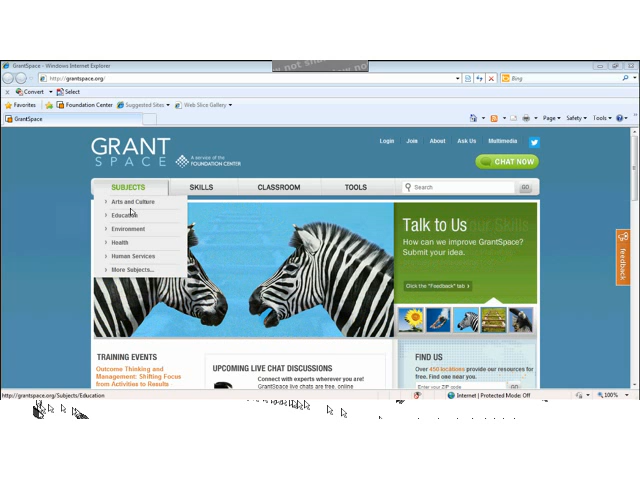 GrantSpace - Windows Internet Explorer
http://grantspace.org/
Bing
Convert
Select
Favorites
Foundation Center
Suggested Sites
Web Slice Gallery
GrantSpace
Page
Safety
Tools
GRANT
SPACE
A service of the
FOUNDATION CENTER
Login
Join
About
Ask Us
Multimedia
CHAT NOW
SUBJECTS
SKILLS
CLASSROOM
TOOLS
Search
GO
Arts and Culture
Education
Environment
Health
Human Services
More Subjects...
Talk to Us
How can we improve GrantSpace?
Submit your idea.
Click the "Feedback" tab
feedback
TRAINING EVENTS
Outcome Thinking and
Management: Shifting Focus
from Activities to Results
UPCOMING LIVE CHAT DISCUSSIONS
Connect with experts wherever you are!
GrantSpace live chats are free, online
FIND US
Over 450 locations provide our resources for
free. Find one near you.
Enter your ZIP code
GO
http://grantspace.org/Subjects/Education
Internet | Protected Mode: Off
100%